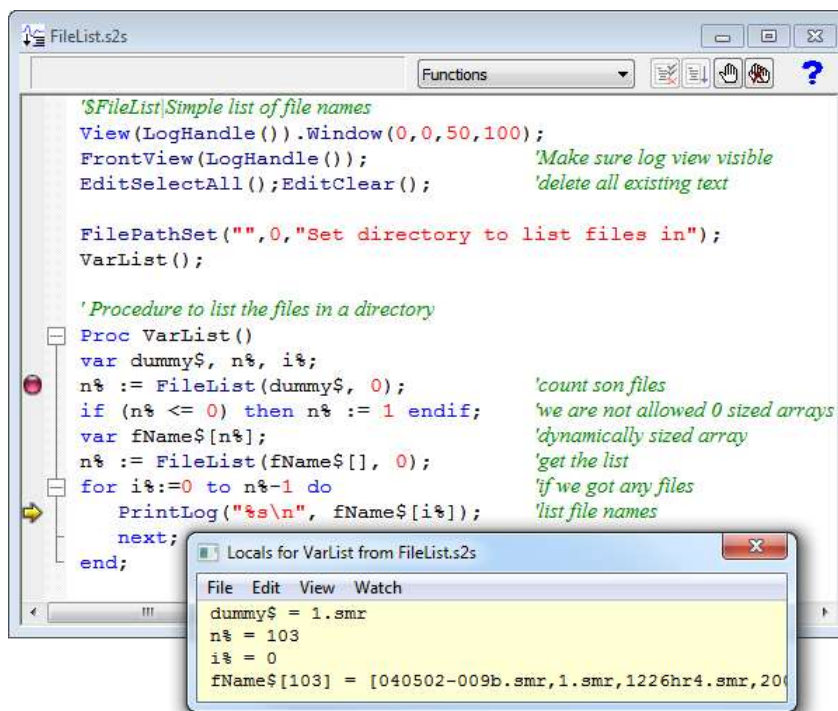 FileList.s2s
Functions
?
'$FileList|Simple list of file names
View(LogHandle()).Window(0,0,50,100);
FrontView(LogHandle()); 'Make sure log view visible
EditSelectAll();EditClear(); 'delete all existing text
FilePathSet("",0,"Set directory to list files in");
VarList();
' Procedure to list the files in a directory
Proc VarList()
var dummy$, n%, i%;
n% := FileList(dummy$, 0); 'count son files
if (n% <= 0) then n% := 1 endif; 'we are not allowed 0 sized arrays
var fName$[n%]; 'dynamically sized array
n% := FileList(fName$[], 0); 'get the list
for i%:=0 to n%-1 do 'if we got any files
PrintLog("%s\n", fName$[i%]); 'list file names
next;
end;
Locals for VarList from FileList.s2s
File Edit View Watch
dummy$ = 1.smr
n% = 103
i% = 0
fName$[103] = [040502-009b.smr,1.smr,1226hr4.smr,200